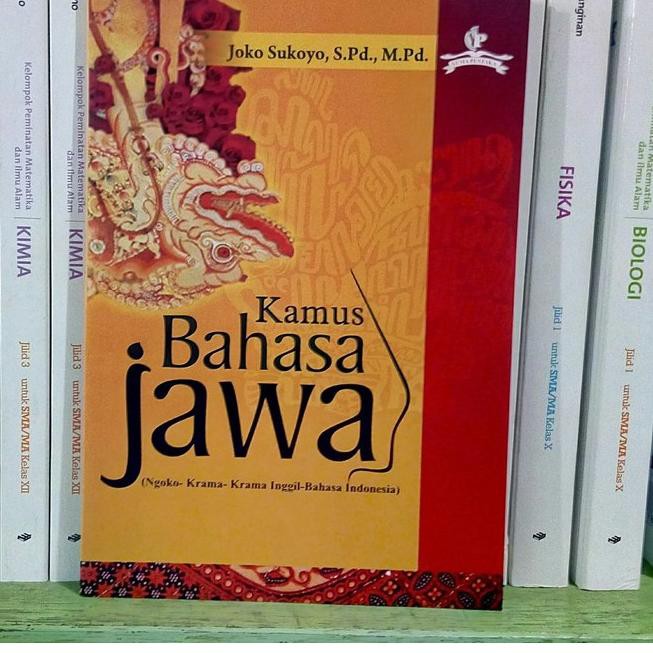 Joko Sukoyo, S.Pd., M.Pd.
Kamus
Bahasa
jawa
(Ngoko- Krama- Krama Inggil-Bahasa Indonesia)
Kelompok Peminatan Matematika
dan Ilmu Alam
KIMIA
Jilid 3
untuk SMA/MA Kelas XII
Kelompok Peminatan Matematika
dan Ilmu Alam
KIMIA
Jilid 3
untuk SMA/MA Kelas XII
FISIKA
Jilid 1
untuk SMA/MA Kelas X
Matematika
dan Ilmu Alam
BIOLOGI
Jilid 1
untuk SMA/MA Kelas X